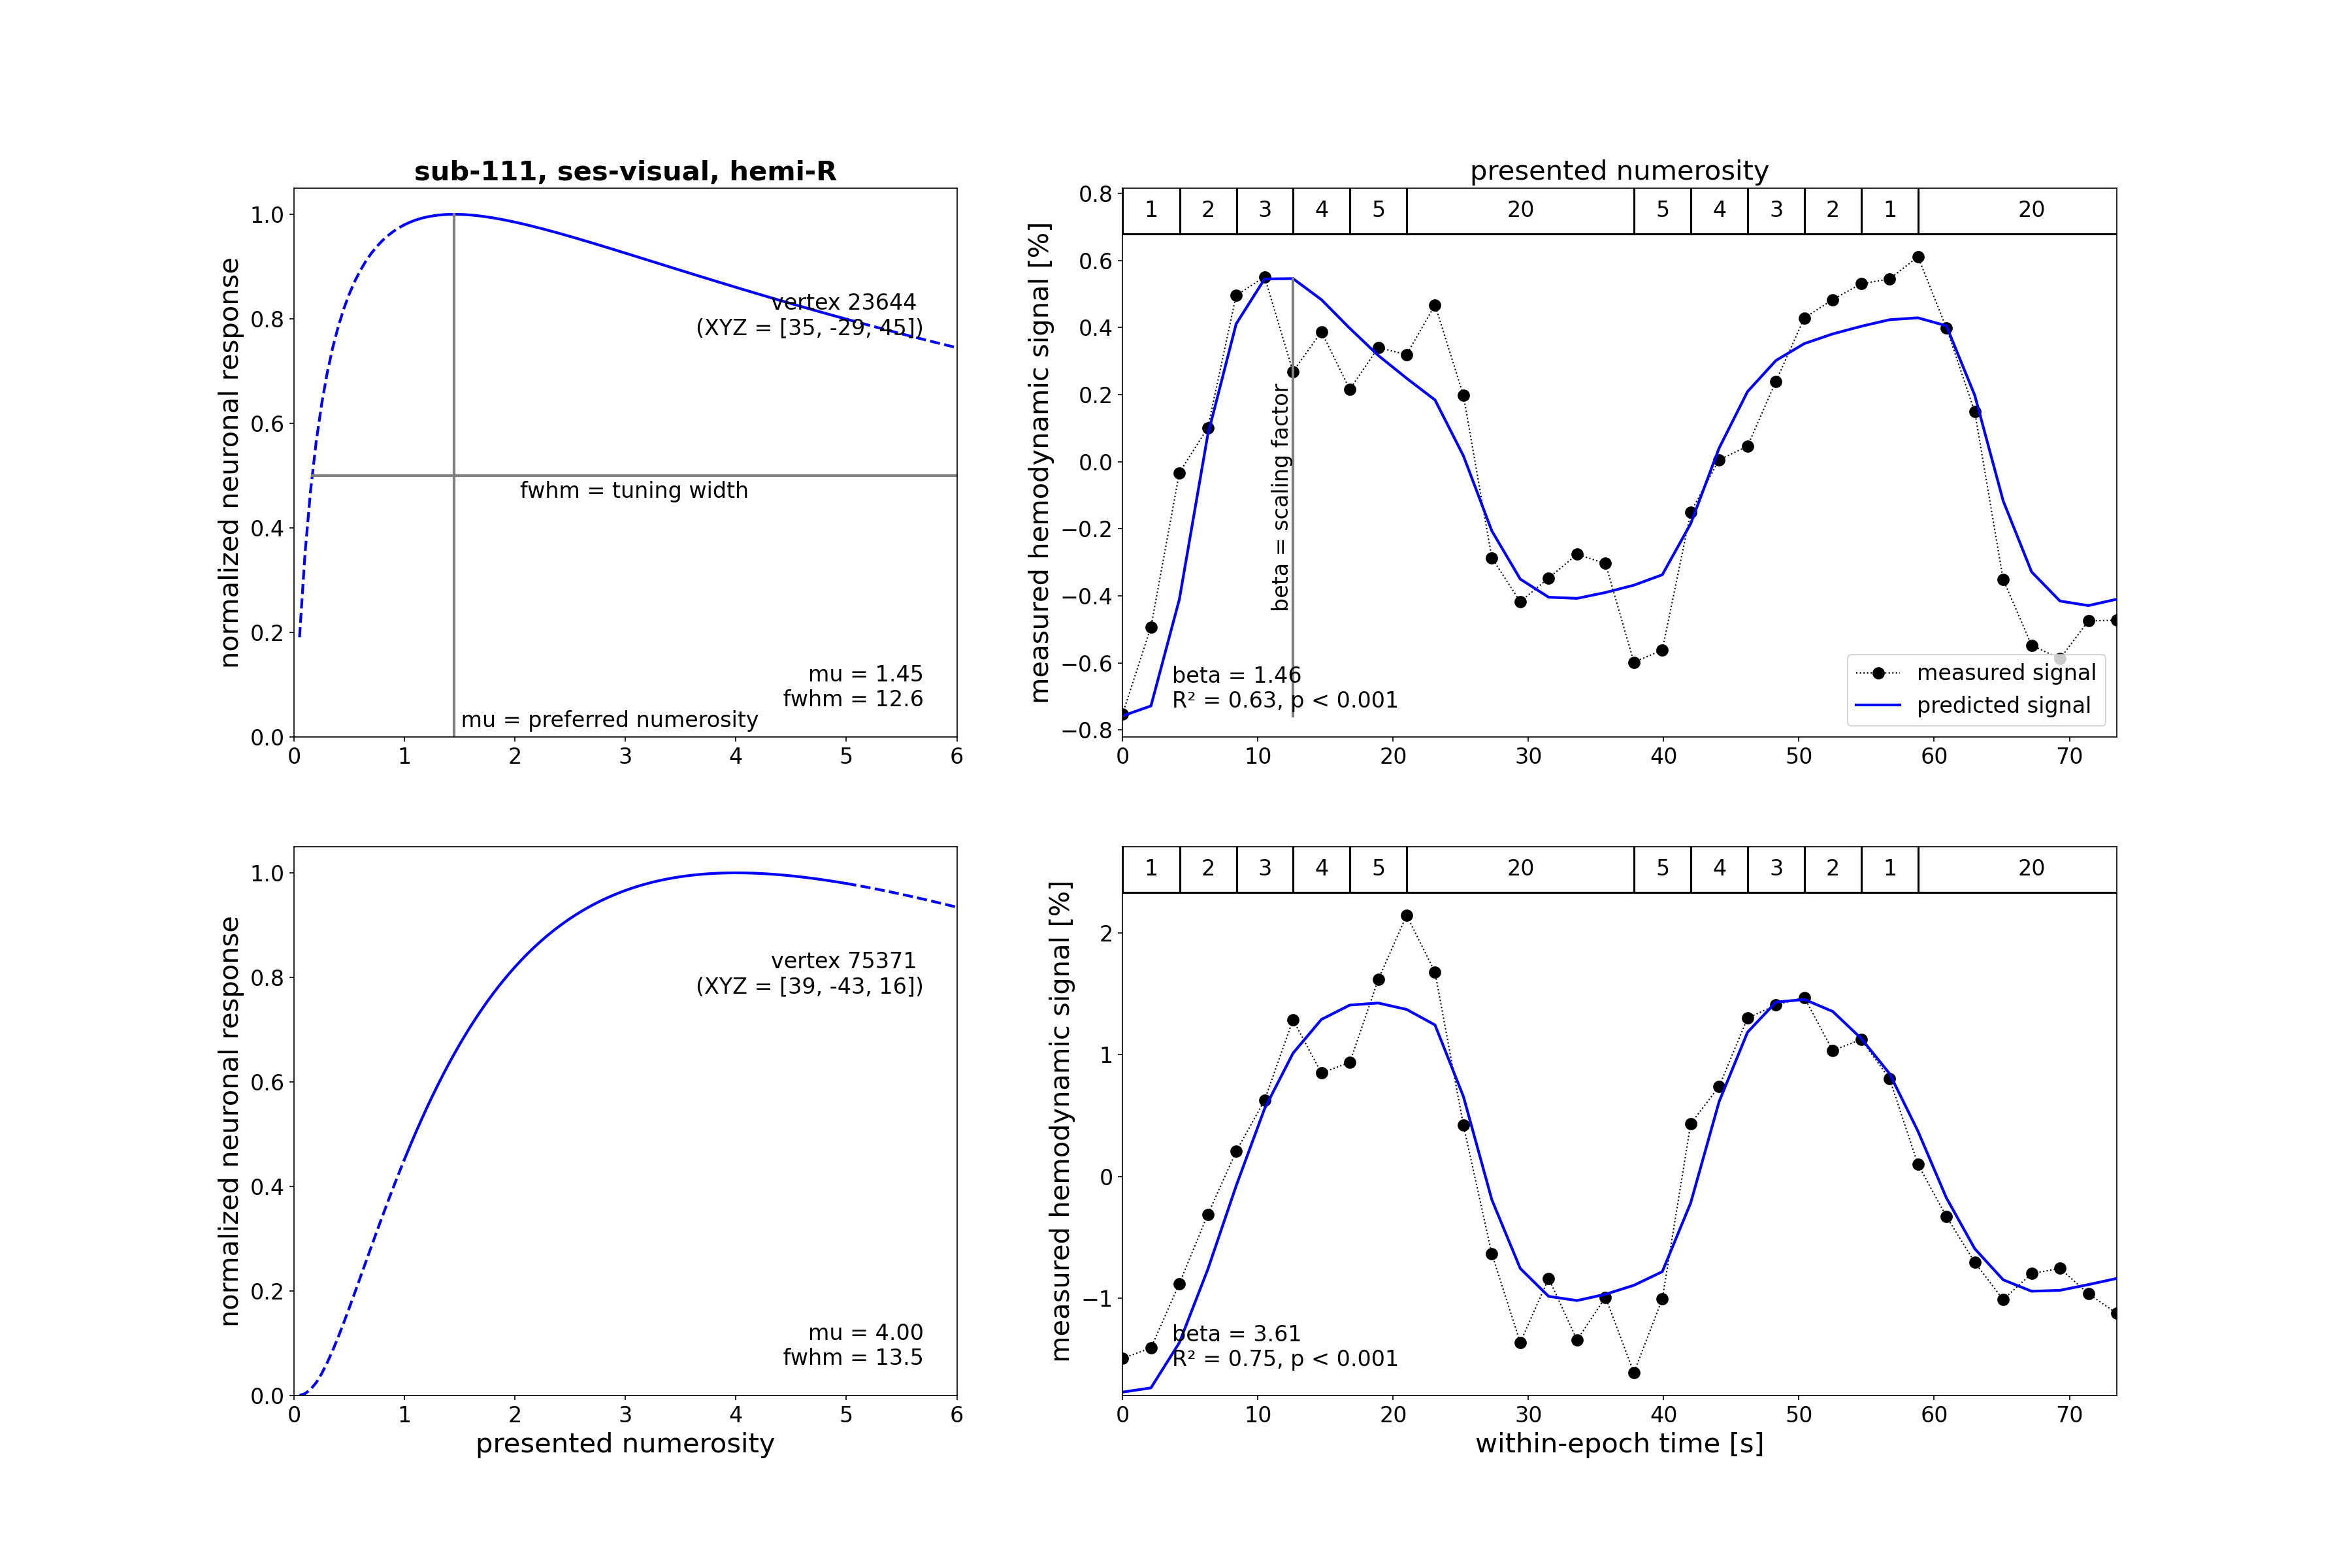 sub-111, ses-visual, hemi-R
normalized neuronal response
1.0
0.8
0.6
0.4
0.2
0.0
vertex 23644
(XYZ = [35, -29, 45])
fwhm = tuning width
mu = 1.45
fwhm = 12.6
mu = preferred numerosity
0 1 2 3 4 5 6
presented numerosity
measured hemodynamic signal [%]
0.8
0.6
0.4
0.2
0.0
−0.2
−0.4
−0.6
−0.8
1 2 3 4 5 20 5 4 3 2 1 20
beta = scaling factor
beta = 1.46
R² = 0.63, p < 0.001
measured signal
predicted signal
0 10 20 30 40 50 60 70
normalized neuronal response
1.0
0.8
0.6
0.4
0.2
0.0
vertex 75371
(XYZ = [39, -43, 16])
mu = 4.00
fwhm = 13.5
0 1 2 3 4 5 6
presented numerosity
measured hemodynamic signal [%]
2
1
0
−1
1 2 3 4 5 20 5 4 3 2 1 20
beta = 3.61
R² = 0.75, p < 0.001
0 10 20 30 40 50 60 70
within-epoch time [s]